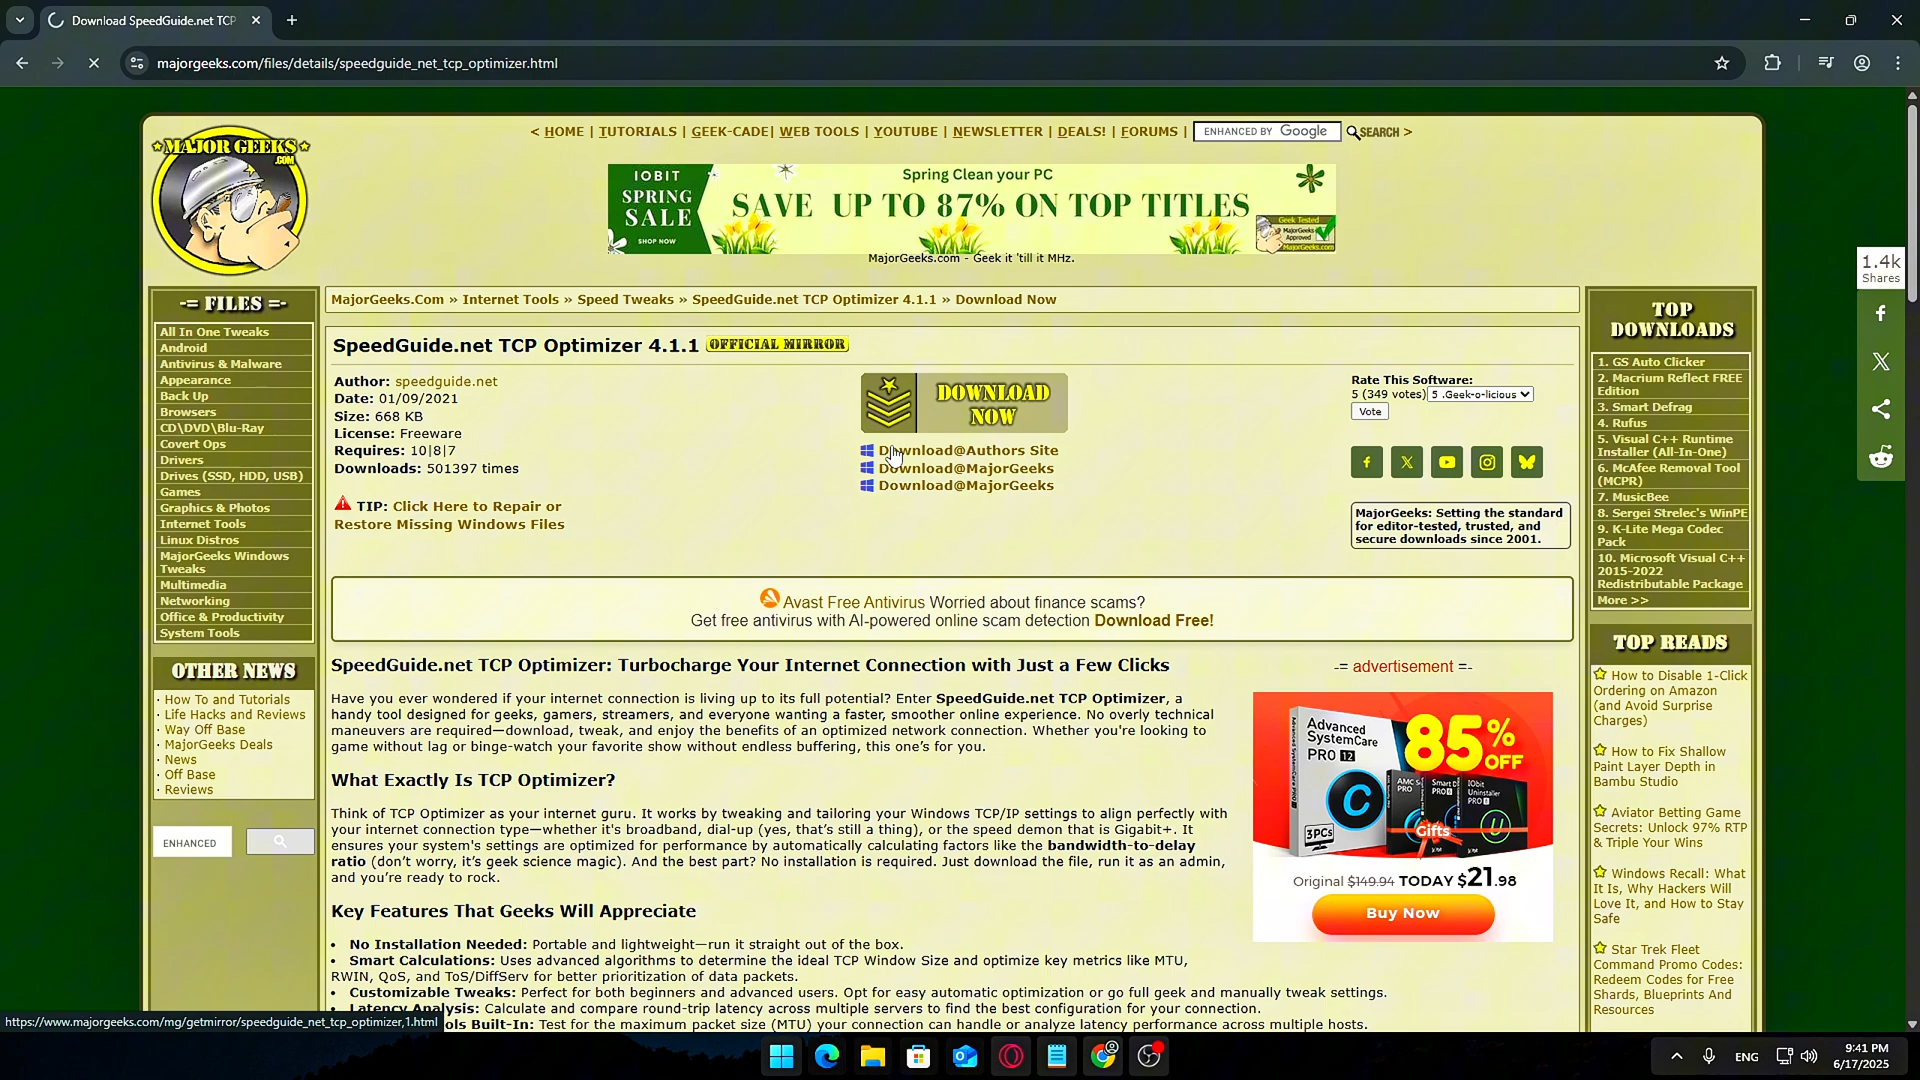 Download SpeedGuide.net TCP
majorgeeks.com/files/details/speedguide_net_tcp_optimizer.html
★MAJOR GEEKS★
.COM
< HOME | TUTORIALS | GEEK-CADE| WEB TOOLS | YOUTUBE | NEWSLETTER | DEALS! | FORUMS | ENHANCED BY Google SEARCH >
IOBIT
SPRING
SALE
SHOP NOW
Spring Clean your PC
SAVE UP TO 87% ON TOP TITLES
Geek Tested
MajorGeeks
Approved
MajorGeeks.com
MajorGeeks.com - Geek it 'till it MHz.
1.4k
Shares
-= FILES =-
All In One Tweaks
Android
Antivirus & Malware
Appearance
Back Up
Browsers
CD\DVD\Blu-Ray
Covert Ops
Drivers
Drives (SSD, HDD, USB)
Games
Graphics & Photos
Internet Tools
Linux Distros
MajorGeeks Windows
Tweaks
Multimedia
Networking
Office & Productivity
System Tools
OTHER NEWS
· How To and Tutorials
· Life Hacks and Reviews
· Way Off Base
· MajorGeeks Deals
· News
· Off Base
· Reviews
ENHANCED
MajorGeeks.Com » Internet Tools » Speed Tweaks » SpeedGuide.net TCP Optimizer 4.1.1 » Download Now
SpeedGuide.net TCP Optimizer 4.1.1 OFFICIAL MIRROR
Author: speedguide.net
Date: 01/09/2021
Size: 668 KB
License: Freeware
Requires: 10|8|7
Downloads: 501397 times
TIP: Click Here to Repair or
Restore Missing Windows Files
DOWNLOAD
NOW
Download@Authors Site
Download@MajorGeeks
Download@MajorGeeks
Rate This Software:
5 (349 votes) 5 .Geek-o-licious
Vote
MajorGeeks: Setting the standard
for editor-tested, trusted, and
secure downloads since 2001.
Avast Free Antivirus Worried about finance scams?
Get free antivirus with AI-powered online scam detection Download Free!
SpeedGuide.net TCP Optimizer: Turbocharge Your Internet Connection with Just a Few Clicks
Have you ever wondered if your internet connection is living up to its full potential? Enter SpeedGuide.net TCP Optimizer, a
handy tool designed for geeks, gamers, streamers, and everyone wanting a faster, smoother online experience. No overly technical
maneuvers are required—download, tweak, and enjoy the benefits of an optimized network connection. Whether you're looking to
game without lag or binge-watch your favorite show without endless buffering, this one's for you.
What Exactly Is TCP Optimizer?
Think of TCP Optimizer as your internet guru. It works by tweaking and tailoring your Windows TCP/IP settings to align perfectly with
your internet connection type—whether it's broadband, dial-up (yes, that's still a thing), or the speed demon that is Gigabit+. It
ensures your system's settings are optimized for performance by automatically calculating factors like the bandwidth-to-delay
ratio (don't worry, it's geek science magic). And the best part? No installation is required. Just download the file, run it as an admin,
and you're ready to rock.
Key Features That Geeks Will Appreciate
• No Installation Needed: Portable and lightweight—run it straight out of the box.
• Smart Calculations: Uses advanced algorithms to determine the ideal TCP Window Size and optimize key metrics like MTU,
RWIN, QoS, and ToS/DiffServ for better prioritization of data packets.
• Customizable Tweaks: Perfect for both beginners and advanced users. Opt for easy automatic optimization or go full geek and manually tweak settings.
• Latency Analysis: Calculate and compare round-trip latency across multiple servers to find the best configuration for your connection.
ols Built-In: Test for the maximum packet size (MTU) your connection can handle or analyze latency performance across multiple hosts.
-= advertisement =-
Advanced
SystemCare
PRO 12
85%
OFF
AMC
Smart D
PRO
IObit
Uninstaller
PRO
3PCs
Gifts
Original $149.94 TODAY $21.98
Buy Now
TOP
DOWNLOADS
1. GS Auto Clicker
2. Macrium Reflect FREE
Edition
3. Smart Defrag
4. Rufus
5. Visual C++ Runtime
Installer (All-In-One)
6. McAfee Removal Tool
(MCPR)
7. MusicBee
8. Sergei Strelec's WinPE
9. K-Lite Mega Codec
Pack
10. Microsoft Visual C++
2015-2022
Redistributable Package
More >>
TOP READS
How to Disable 1-Click
Ordering on Amazon
(and Avoid Surprise
Charges)
How to Fix Shallow
Paint Layer Depth in
Bambu Studio
Aviator Betting Game
Secrets: Unlock 97% RTP
& Triple Your Wins
Windows Recall: What
It Is, Why Hackers Will
Love It, and How to Stay
Safe
Star Trek Fleet
Command Promo Codes:
Redeem Codes for Free
Shards, Blueprints And
Resources
https://www.majorgeeks.com/mg/getmirror/speedguide_net_tcp_optimizer,1.html
ENG
9:41 PM
6/17/2025